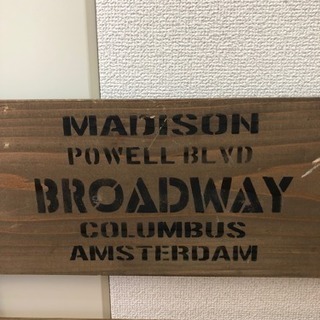 MADISON
POWELL BLVD
BROADWAY
COLUMBUS
AMSTERDAM